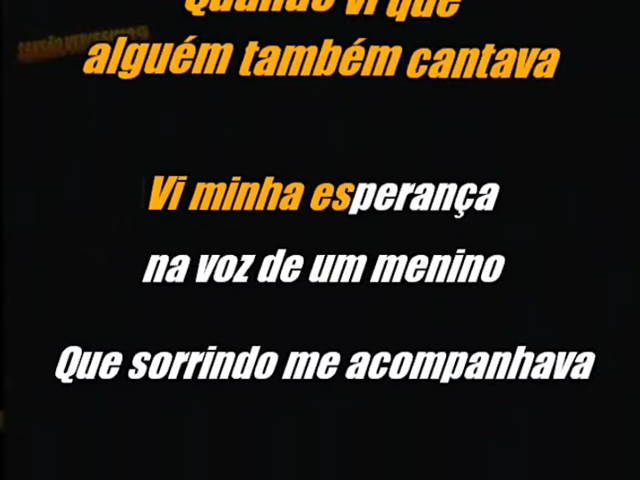 Quando vi que
alguém também cantava
Vi minha esperança
na voz de um menino
Que sorrindo me acompanhava